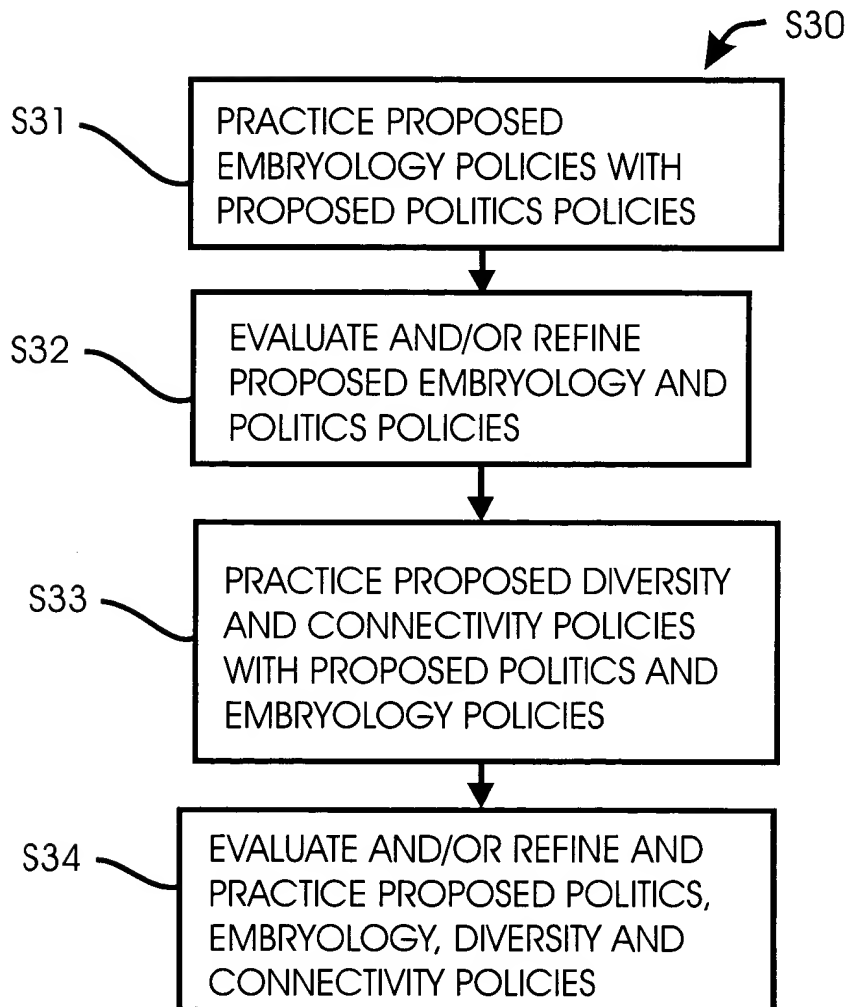 S30
S31
PRACTICE PROPOSED
EMBRYOLOGY POLICIES WITH
PROPOSED POLITICS POLICIES
S32
EVALUATE AND/OR REFINE
PROPOSED EMBRYOLOGY AND
POLITICS POLICIES
S33
PRACTICE PROPOSED DIVERSITY
AND CONNECTIVITY POLICIES
WITH PROPOSED POLITICS AND
EMBRYOLOGY POLICIES
S34
EVALUATE AND/OR REFINE AND
PRACTICE PROPOSED POLITICS,
EMBRYOLOGY, DIVERSITY AND
CONNECTIVITY POLICIES